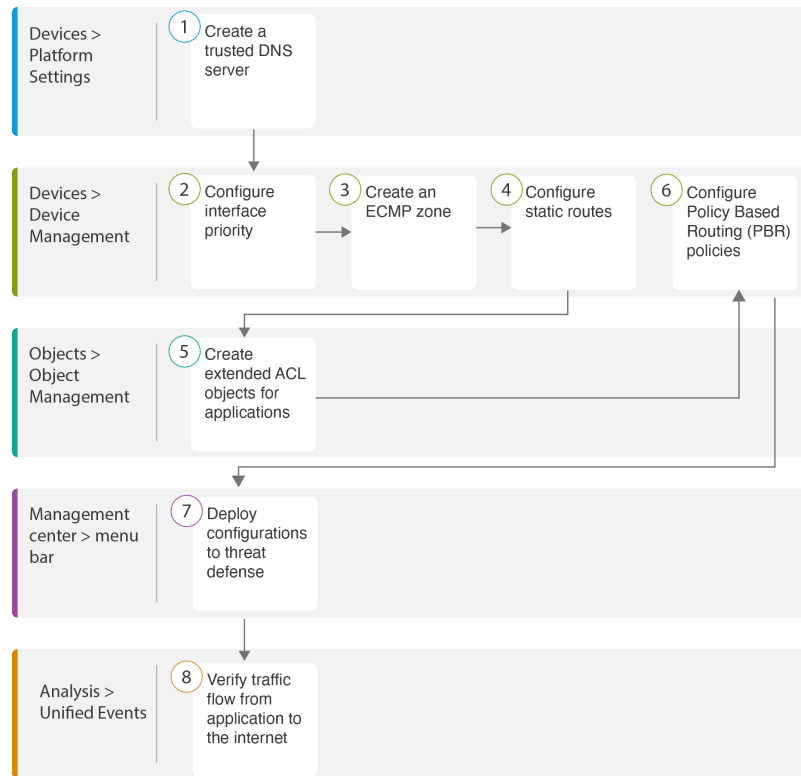 Devices >
Platform
Settings
1
Create a
trusted DNS
server
Devices >
Device
Management
2
Configure
interface
priority
3
Create an
ECMP zone
4
Configure
static routes
6
Configure
Policy Based
Routing (PBR)
policies
Objects >
Object
Management
5
Create
extended ACL
objects for
applications
Management
center > menu
bar
7
Deploy
configurations
to threat
defense
Analysis >
Unified Events
8
Verify traffic
flow from
application to
the internet